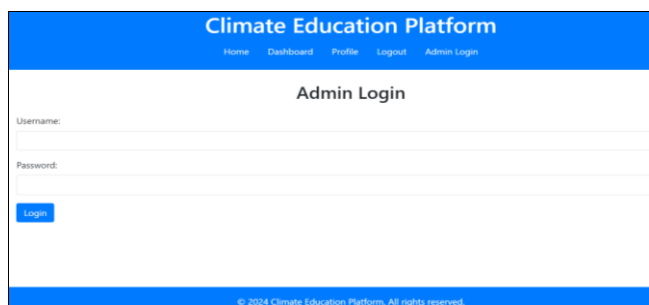 Climate Education Platform
Home Dashboard Profile Logout Admin Login
Admin Login
Username:
Password:
Login
© 2024 Climate Education Platform. All rights reserved.